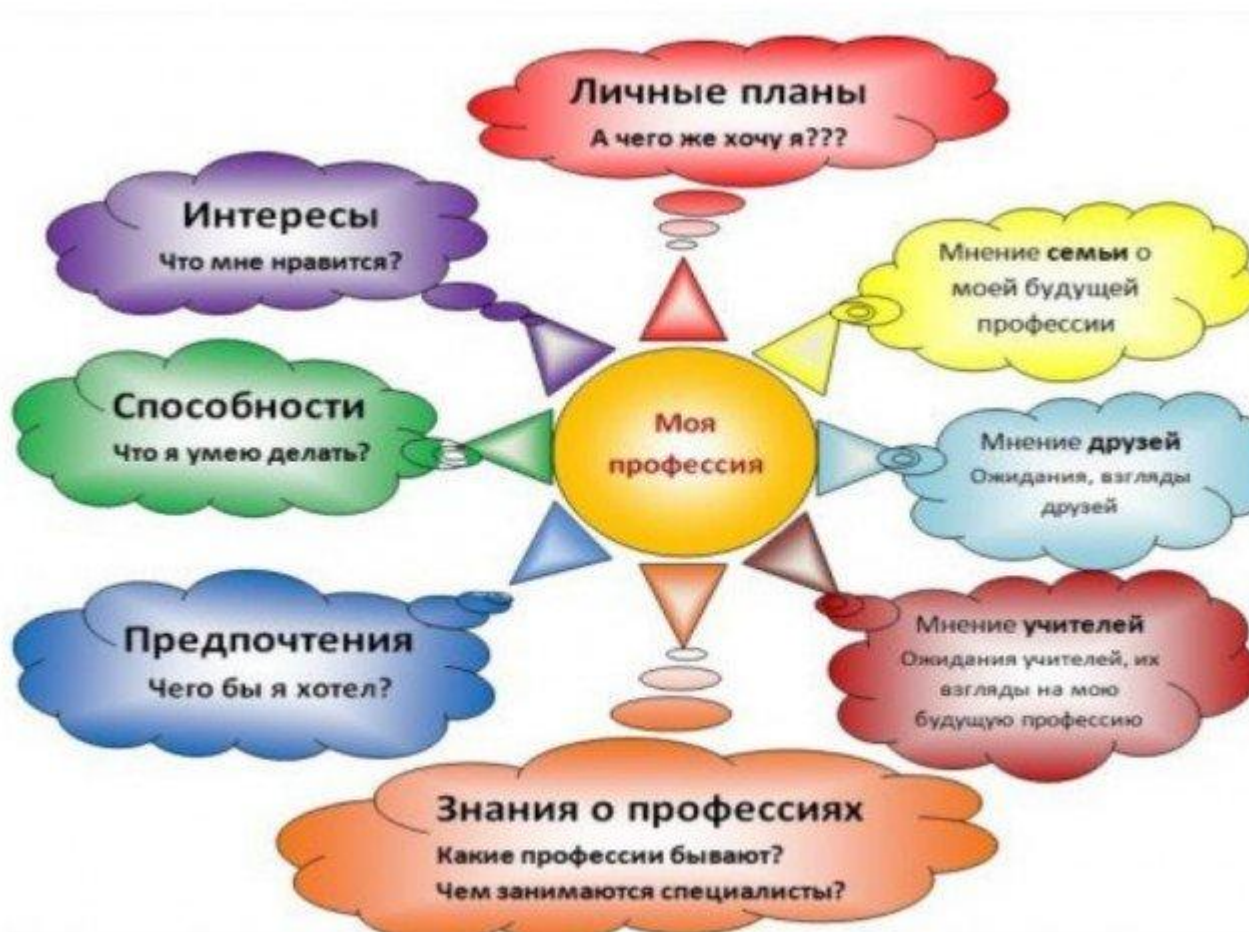 Личные планы
А чего же хочу я???
Интересы
Что мне нравится?
Мнение семьи о
моей будущей
профессии
Способности
Что я умею делать?
Моя
профессия
Мнение друзей
Ожидания, взгляды
друзей
Предпочтения
Чего бы я хотел?
Мнение учителей
Ожидания учителей, их
взгляды на мою
будущую профессию
Знания о профессиях
Какие профессии бывают?
Чем занимаются специалисты?